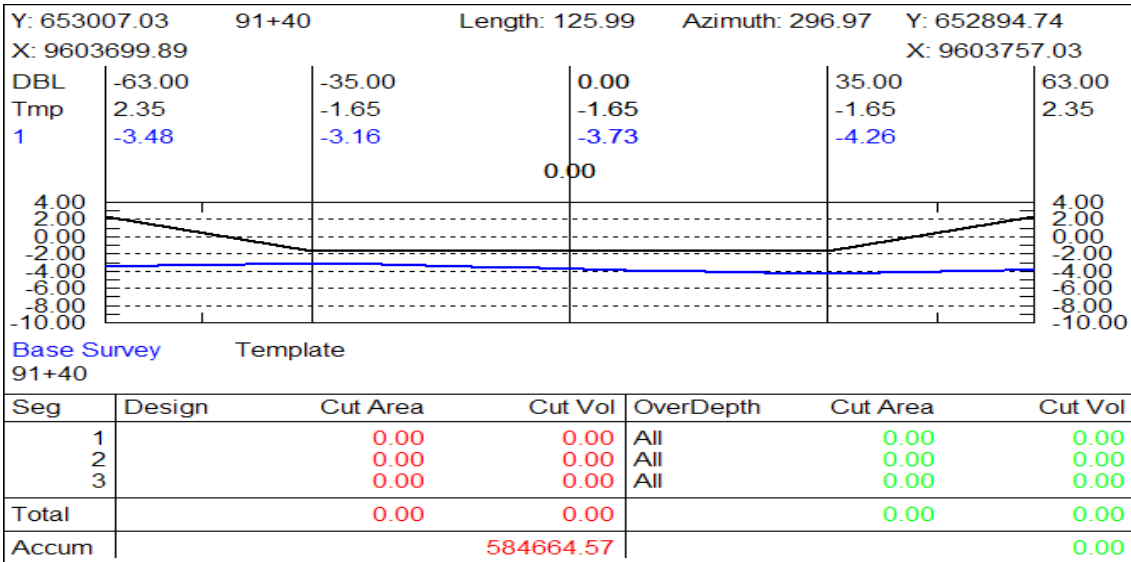 Y: 653007.03 91+40 Length: 125.99 Azimuth: 296.97 Y: 652894.74
X: 9603699.89 X: 9603757.03
DBL -63.00 -35.00 0.00 35.00 63.00
Tmp 2.35 -1.65 -1.65 -1.65 2.35
1 -3.48 -3.16 -3.73 -4.26
0.00
4.00 4.00
2.00 2.00
0.00 0.00
-2.00 -2.00
-4.00 -4.00
-6.00 -6.00
-8.00 -8.00
-10.00 -10.00
Base Survey Template
91+40
Seg Design Cut Area Cut Vol OverDepth Cut Area Cut Vol
1 0.00 0.00 All 0.00 0.00
2 0.00 0.00 All 0.00 0.00
3 0.00 0.00 All 0.00 0.00
Total 0.00 0.00 0.00 0.00
Accum 584664.57 0.00